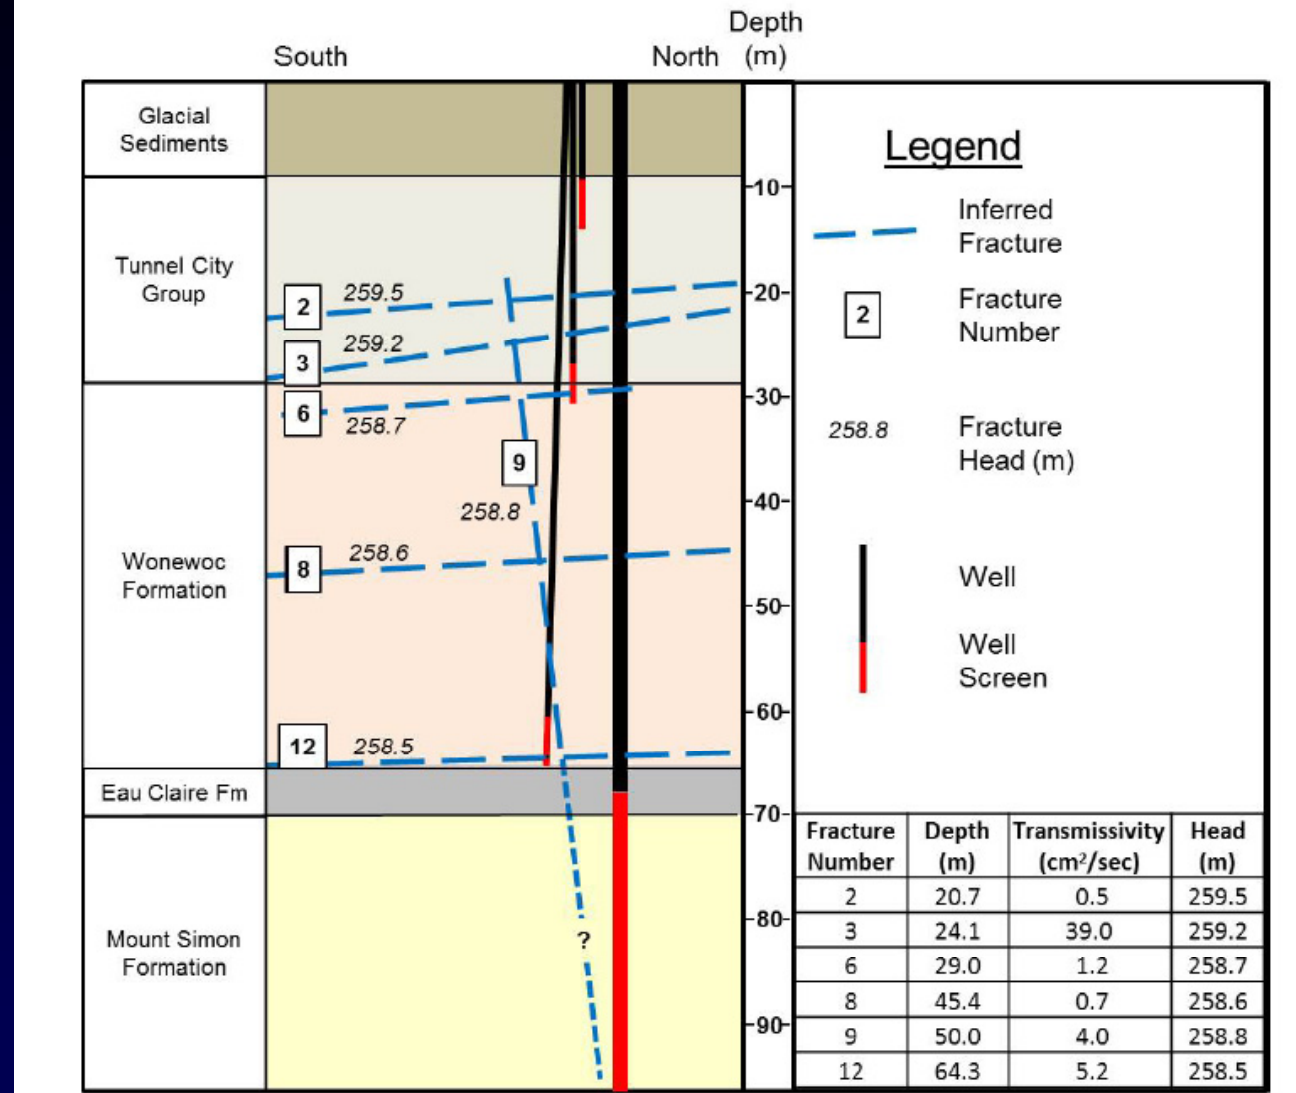 Depth
South
North
(m)
Glacial
Sediments
Tunnel City
Group
Wonewoc
Formation
Eau Claire Fm
Mount Simon
Formation
2
259.5
3
259.2
6
258.7
9
258.8
8
258.6
12
258.5
?
10
20
30
40
50
60
70
80
90
Legend
Inferred
Fracture
2
Fracture
Number
258.8
Fracture
Head (m)
Well
Well
Screen
Fracture Number Depth (m) Transmissivity (cm²/sec) Head (m)
2 20.7 0.5 259.5
3 24.1 39.0 259.2
6 29.0 1.2 258.7
8 45.4 0.7 258.6
9 50.0 4.0 258.8
12 64.3 5.2 258.5